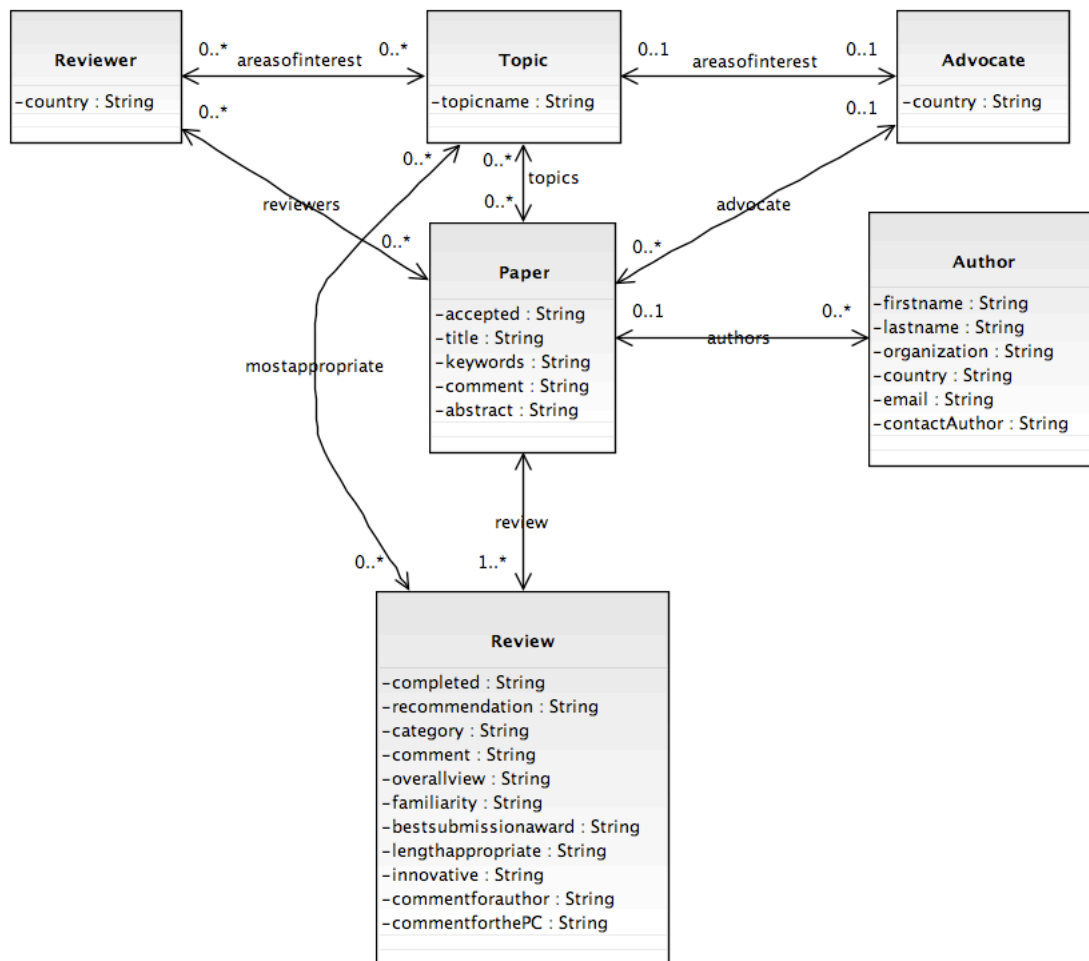 Reviewer
-country : String
0..*
0..*
areasofinterest
Topic
-topicname : String
0..1
0..1
areasofinterest
Advocate
-country : String
0..*
0..1
0..*
0..*
topics
0..*
reviewers
0..*
advocate
0..*
mostappropriate
Paper
-accepted : String
-title : String
-keywords : String
-comment : String
-abstract : String
0..1
0..*
authors
Author
-firstname : String
-lastname : String
-organization : String
-country : String
-email : String
-contactAuthor : String
review
0..*
1..*
Review
-completed : String
-recommendation : String
-category : String
-comment : String
-overallview : String
-familiarity : String
-bestsubmissionaward : String
-lengthappropriate : String
-innovative : String
-commentforauthor : String
-commentforthePC : String